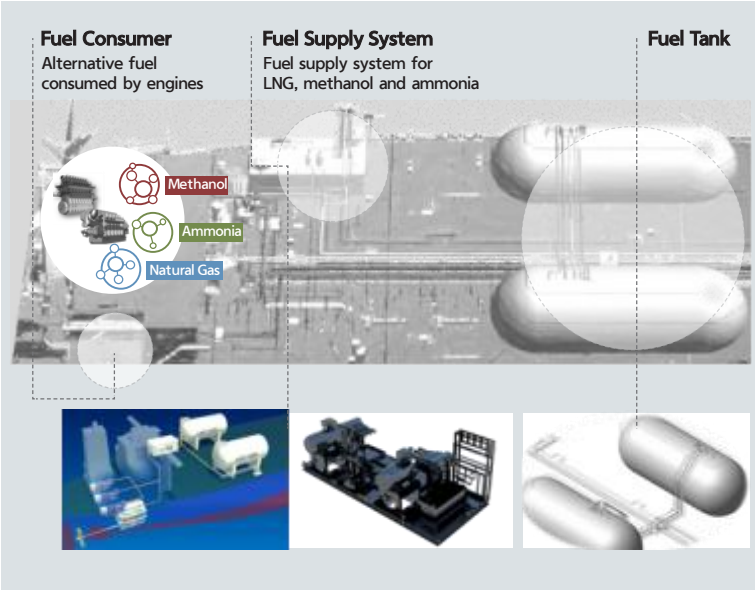 Fuel Consumer
Alternative fuel
consumed by engines
Fuel Supply System
Fuel supply system for
LNG, methanol and ammonia
Fuel Tank
Methanol
Ammonia
Natural Gas